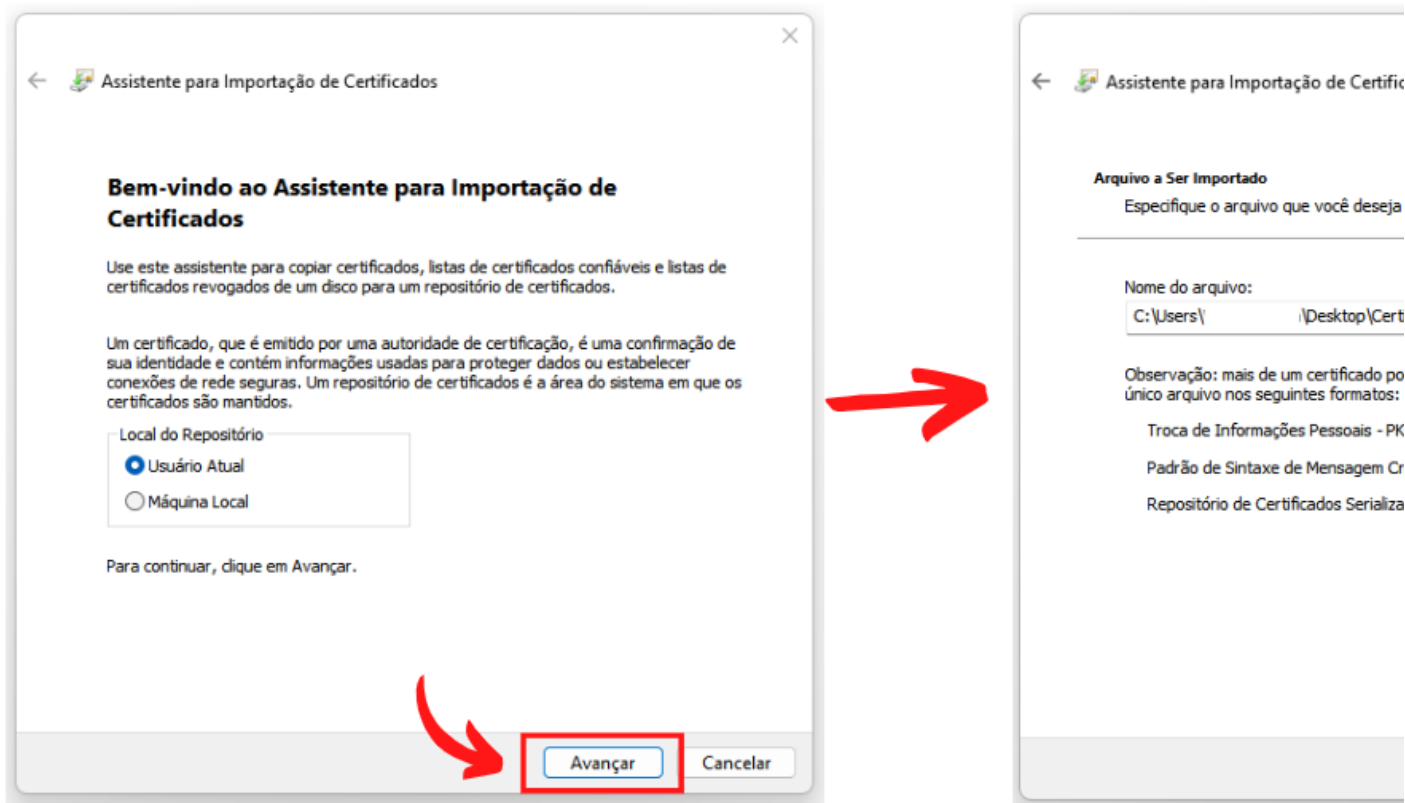 Assistente para Importação de Certificados
Bem-vindo ao Assistente para Importação de
Certificados
Use este assistente para copiar certificados, listas de certificados confiáveis e listas de
certificados revogados de um disco para um repositório de certificados.
Um certificado, que é emitido por uma autoridade de certificação, é uma confirmação de
sua identidade e contém informações usadas para proteger dados ou estabelecer
conexões de rede seguras. Um repositório de certificados é a área do sistema em que os
certificados são mantidos.
Local do Repositório
Usuário Atual
Máquina Local
Para continuar, clique em Avançar.
Avançar
Cancelar
Assistente para Importação de
Arquivo a Ser Importado
Especifique o arquivo que você deseja
Nome do arquivo:
C:\Users\ \Desktop\
Observação: mais de um certificado
único arquivo nos seguintes formatos:
Troca de Informações Pessoais -
Padrão de Sintaxe de Mensagem
Repositório de Certificados